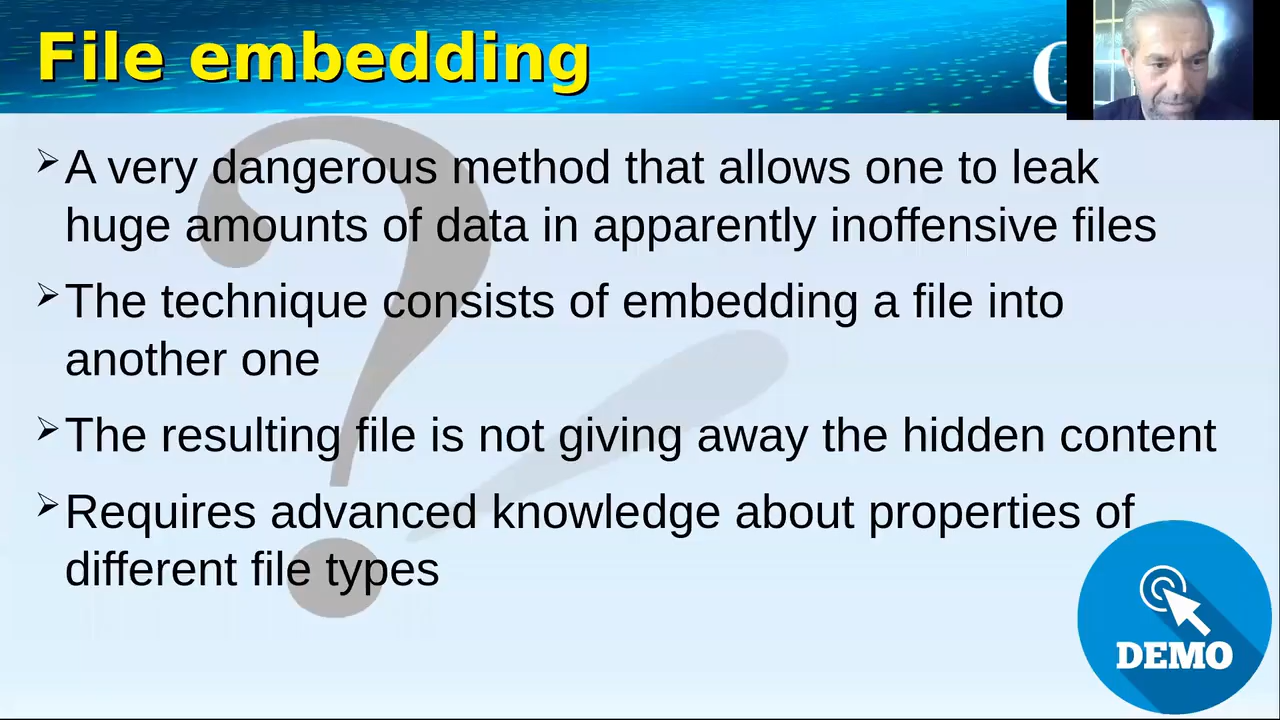 File embedding
A very dangerous method that allows one to leak
huge amounts of data in apparently inoffensive files
The technique consists of embedding a file into
another one
The resulting file is not giving away the hidden content
Requires advanced knowledge about properties of
different file types
DEMO